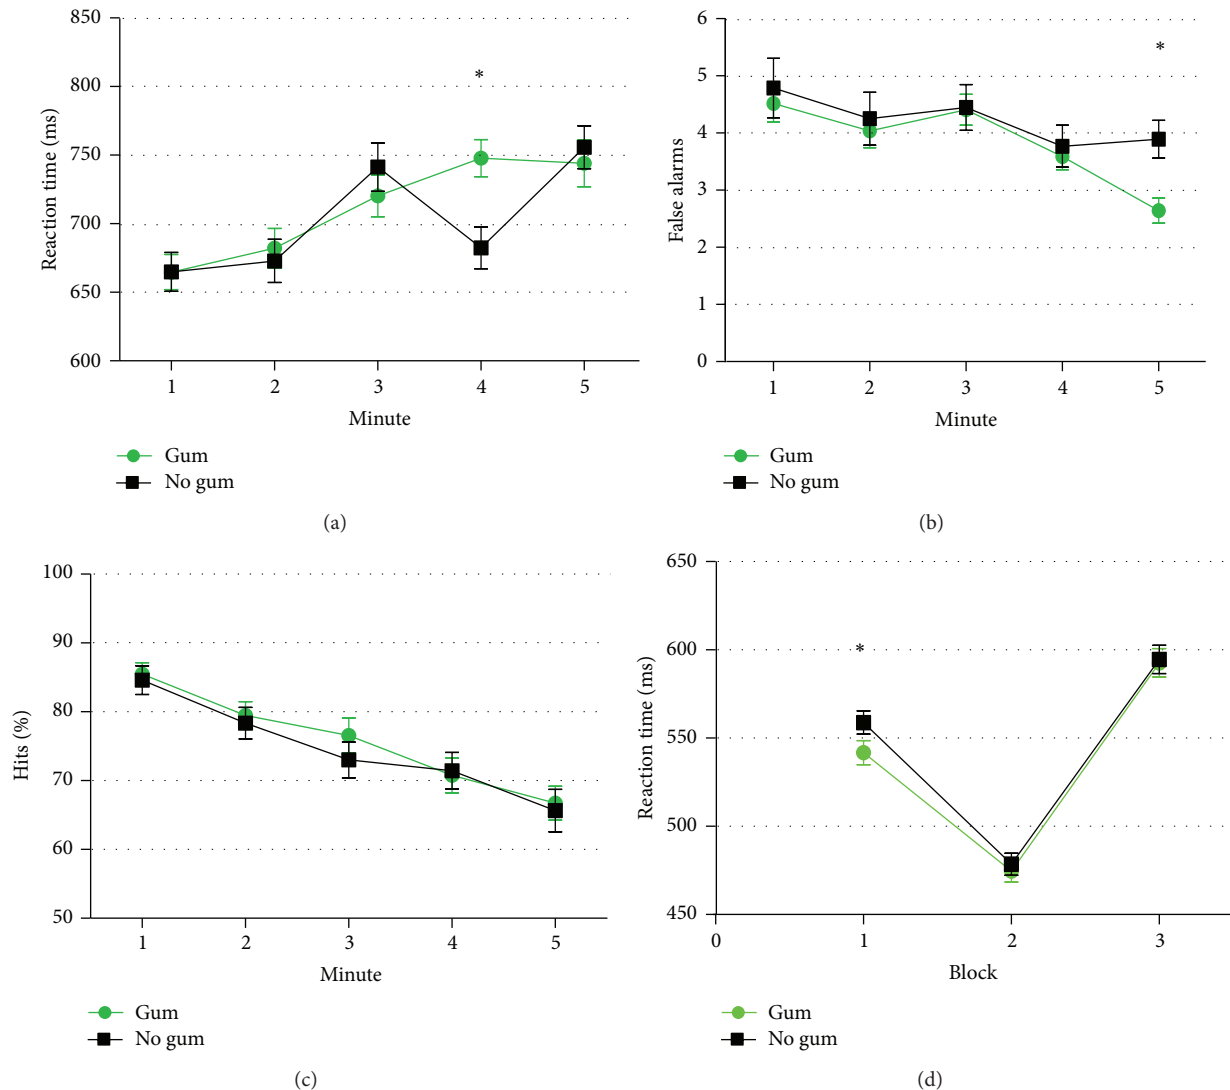 850
800
750
700
650
600
Reaction time (ms)
*
1 2 3 4 5
Minute
Gum
No gum
(a)
6
5
4
3
2
1
0
False alarms
*
1 2 3 4 5
Minute
Gum
No gum
(b)
100
90
80
70
60
50
Hits (%)
1 2 3 4 5
Minute
Gum
No gum
(c)
650
600
550
500
450
Reaction time (ms)
*
0 1 2 3
Block
Gum
No gum
(d)